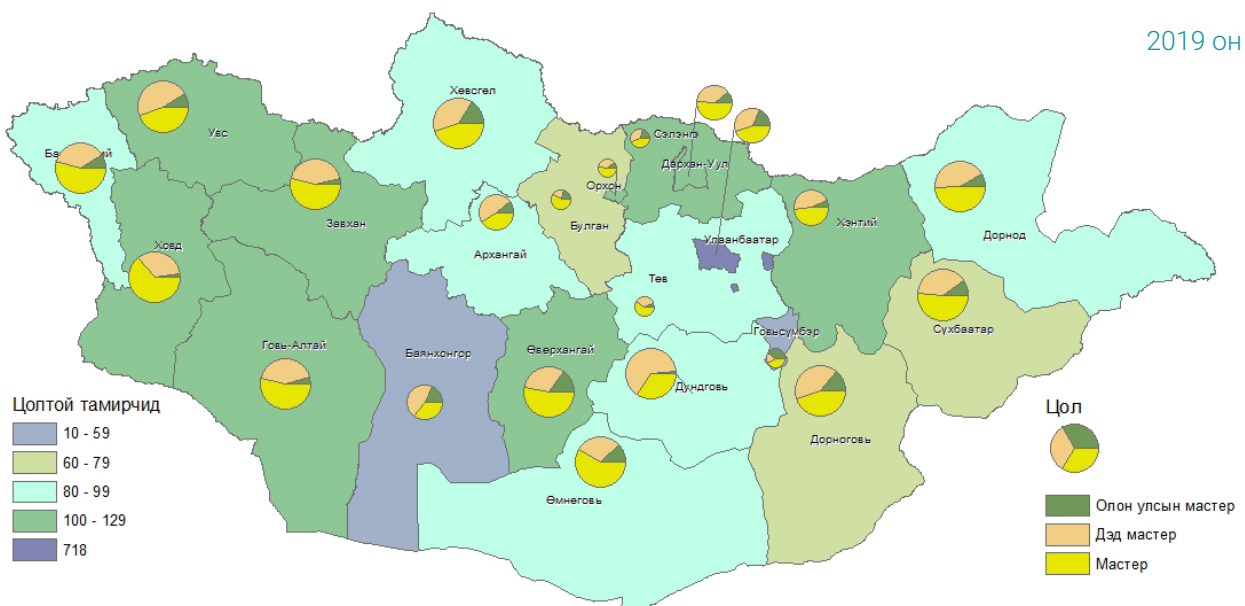 2019 он
Хөвсгөл
Увс
Сэлэнгэ
Дархан-Уул
Орхон
Завхан
Булган
Хэнтий
Дорнод
Ховд
Архангай
Улаанбаатар
Төв
Сүхбаатар
Говьсүмбэр
Говь-Алтай
Баянхонгор
Өвөрхангай
Дундговь
Дорноговь
Өмнөговь
Цолтой тамирчид
10 - 59
60 - 79
80 - 99
100 - 129
718
Цол
Олон улсын мастер
Дэд мастер
Мастер